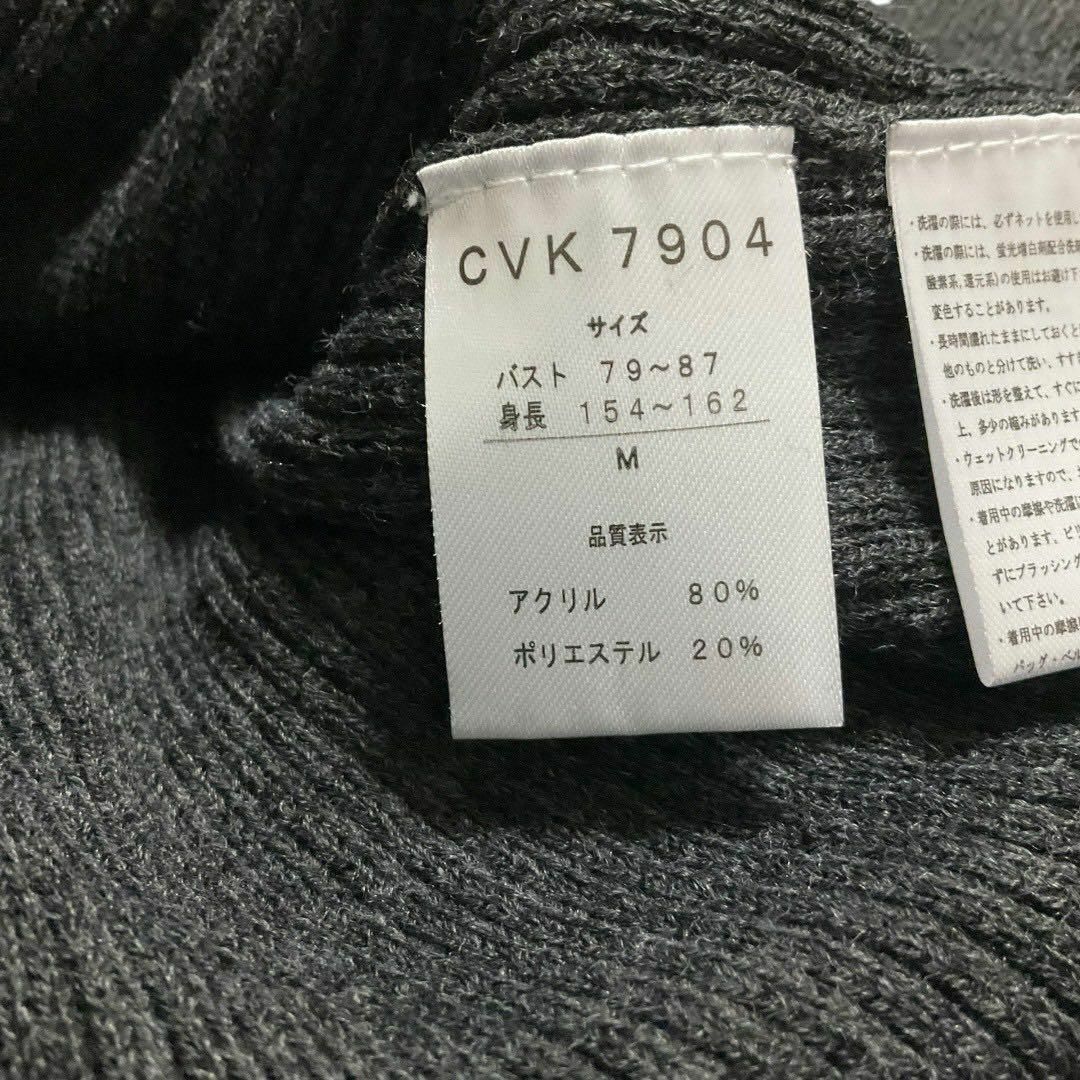 CVK 7904
サイズ
バスト 79〜87
身長 154〜162
M
品質表示
アクリル 80%
ポリエステル 20%
・洗濯の際には、必ずネットを使用し
・洗濯の際には、蛍光増白剤配合洗
酸素系,還元系)の使用はお避け下
変色することがあります。
・長時間濡れたままにしておくと
他のものと分けて洗い、すす
・洗濯後は形を整えて、すぐに
上、多少の縮みがあります
・ウェットクリーニングで
原因になりますので、
・着用中の摩擦や洗濯
とがあります、ピリ
ずにブラッシング
いて下さい。
・着用中の摩擦
バッグ・ベル